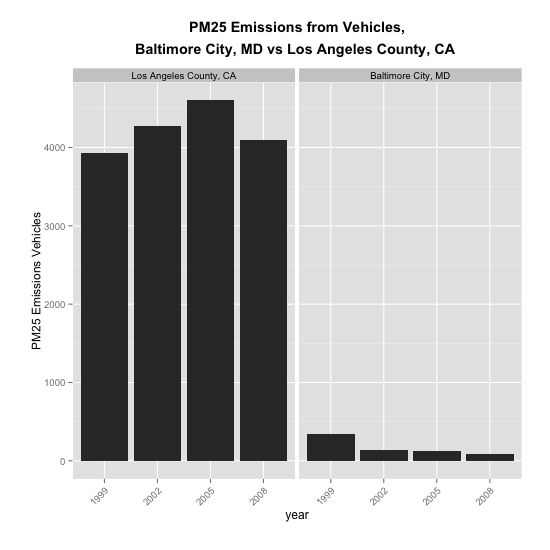 PM25 Emissions from Vehicles,
Baltimore City, MD vs Los Angeles County, CA
Los Angeles County, CA
Baltimore City, MD
PM25 Emissions Vehicles
4000
3000
2000
1000
0
1999
2002
2005
2008
1999
2002
2005
2008
year